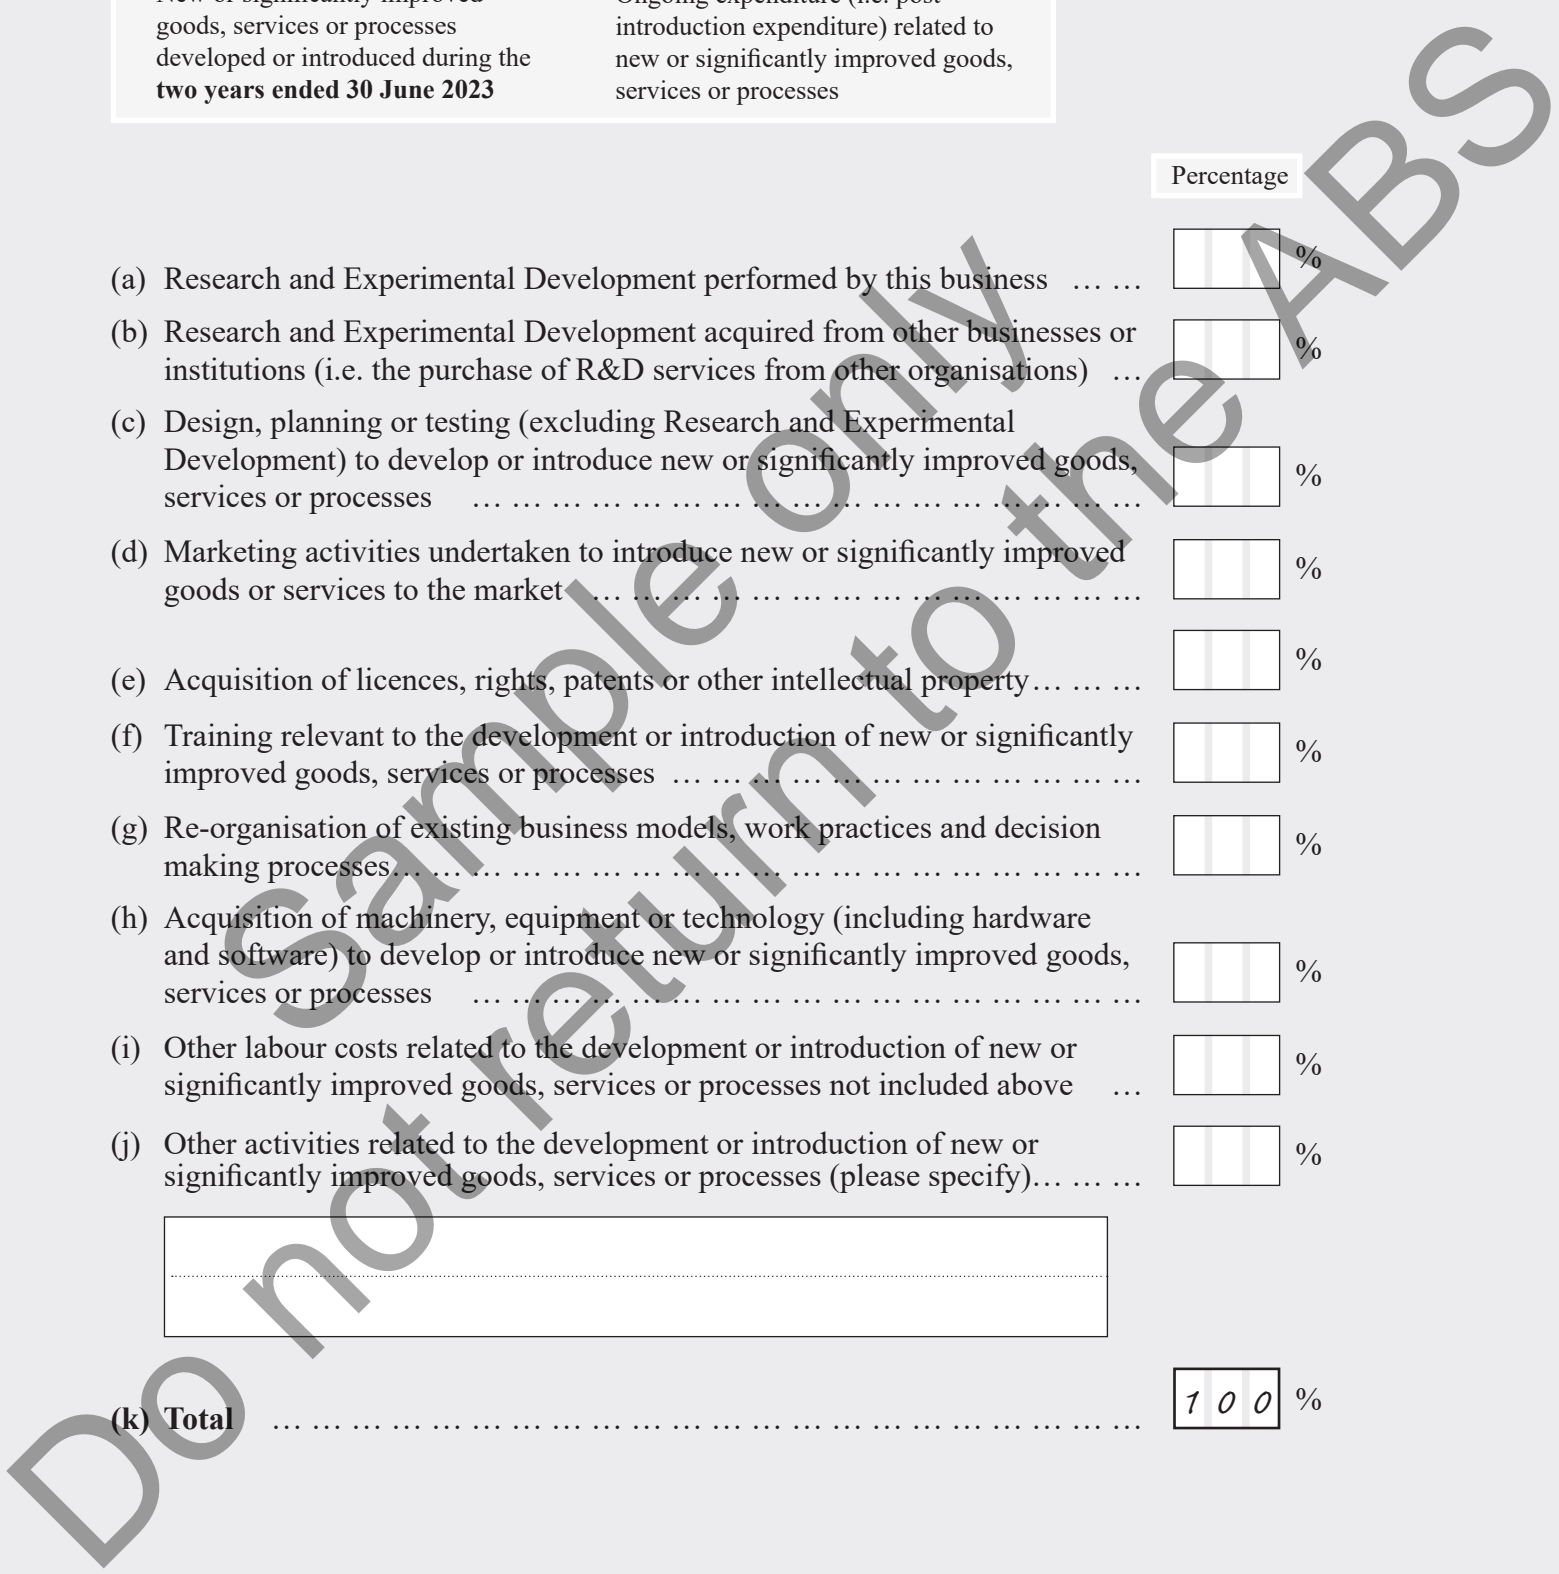 New or significantly improved
goods, services or processes
developed or introduced during the
two years ended 30 June 2023
Ongoing expenditure (i.e. post
introduction expenditure) related to
new or significantly improved goods,
services or processes
Percentage
(a) Research and Experimental Development performed by this business ... ... %
(b) Research and Experimental Development acquired from other businesses or
institutions (i.e. the purchase of R&D services from other organisations) ... %
(c) Design, planning or testing (excluding Research and Experimental
Development) to develop or introduce new or significantly improved goods,
services or processes ... ... ... ... ... ... ... ... ... ... ... ... ... ... ... ... ... %
(d) Marketing activities undertaken to introduce new or significantly improved
goods or services to the market ... ... ... ... ... ... ... ... ... ... ... ... ... ... %
(e) Acquisition of licences, rights, patents or other intellectual property... ... ... %
(f) Training relevant to the development or introduction of new or significantly
improved goods, services or processes ... ... ... ... ... ... ... ... ... ... ... ... %
(g) Re-organisation of existing business models, work practices and decision
making processes... ... ... ... ... ... ... ... ... ... ... ... ... ... ... ... ... ... ... %
(h) Acquisition of machinery, equipment or technology (including hardware
and software) to develop or introduce new or significantly improved goods,
services or processes ... ... ... ... ... ... ... ... ... ... ... ... ... ... ... ... ... %
(i) Other labour costs related to the development or introduction of new or
significantly improved goods, services or processes not included above ... %
(j) Other activities related to the development or introduction of new or
significantly improved goods, services or processes (please specify)... ... ... %
(k) Total ... ... ... ... ... ... ... ... ... ... ... ... ... ... ... ... ... ... ... ... ... ... 100 %
Sample only
Do not return to the ABS